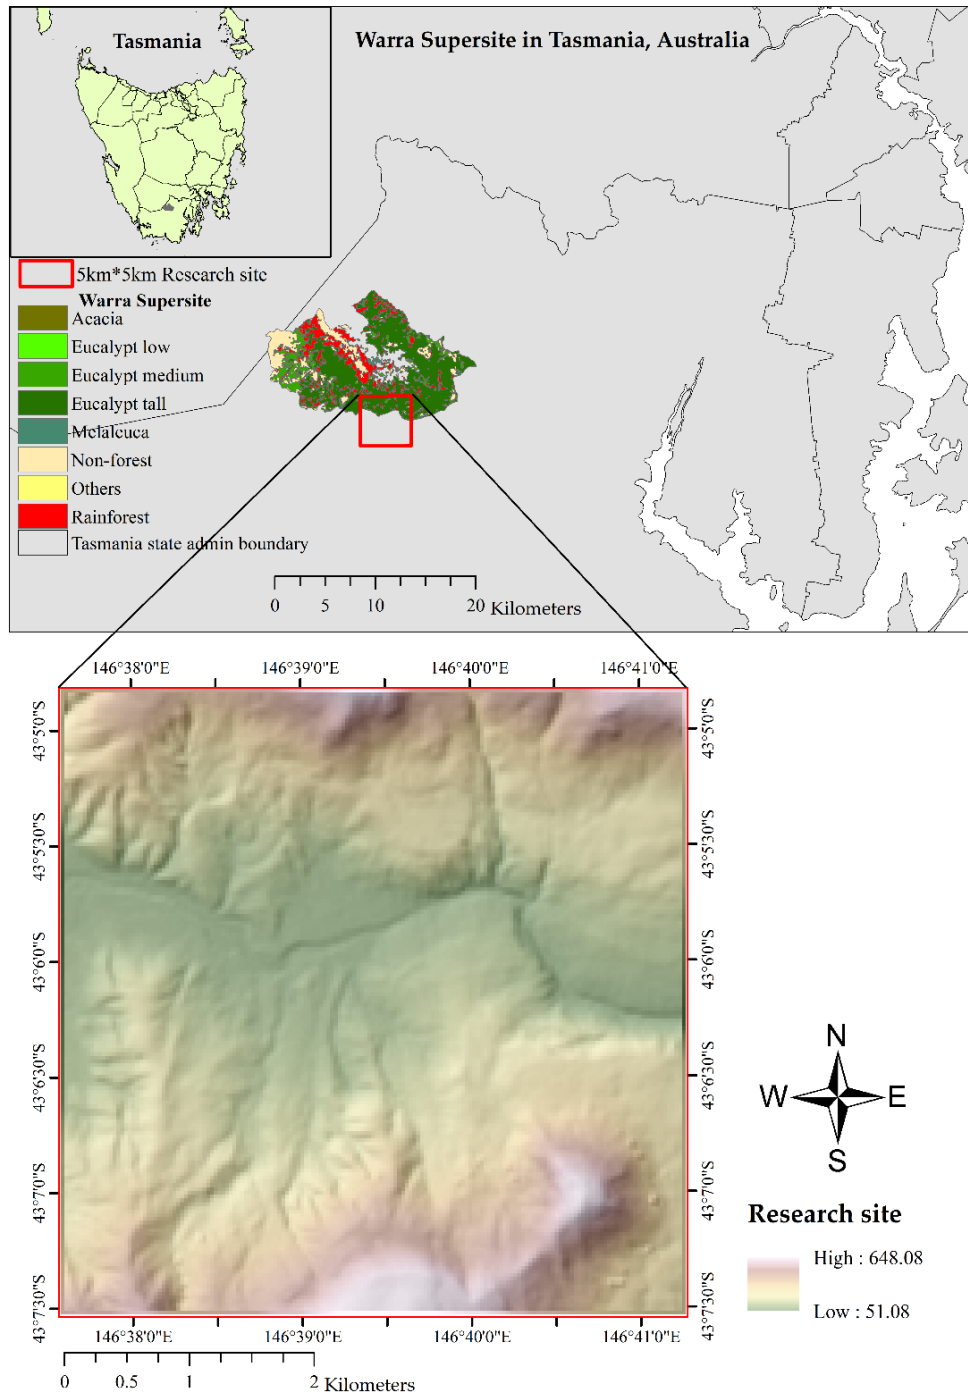 Tasmania
Warra Supersite in Tasmania, Australia
5km*5km Research site
Warra Supersite
Acacia
Eucalypt low
Eucalypt medium
Eucalypt tall
Melaleuca
Non-forest
Others
Rainforest
Tasmania state admin boundary
0 5 10 20 Kilometers
146°38'0"E 146°39'0"E 146°40'0"E 146°41'0"E
43°5'0"S 43°5'0"S
43°5'30"S 43°5'30"S
43°6'0"S 43°6'0"S
43°6'30"S 43°6'30"S
43°7'0"S 43°7'0"S
43°7'30"S 43°7'30"S
146°38'0"E 146°39'0"E 146°40'0"E 146°41'0"E
0 0.5 1 2 Kilometers
N
W E
S
Research site
High : 648.08
Low : 51.08